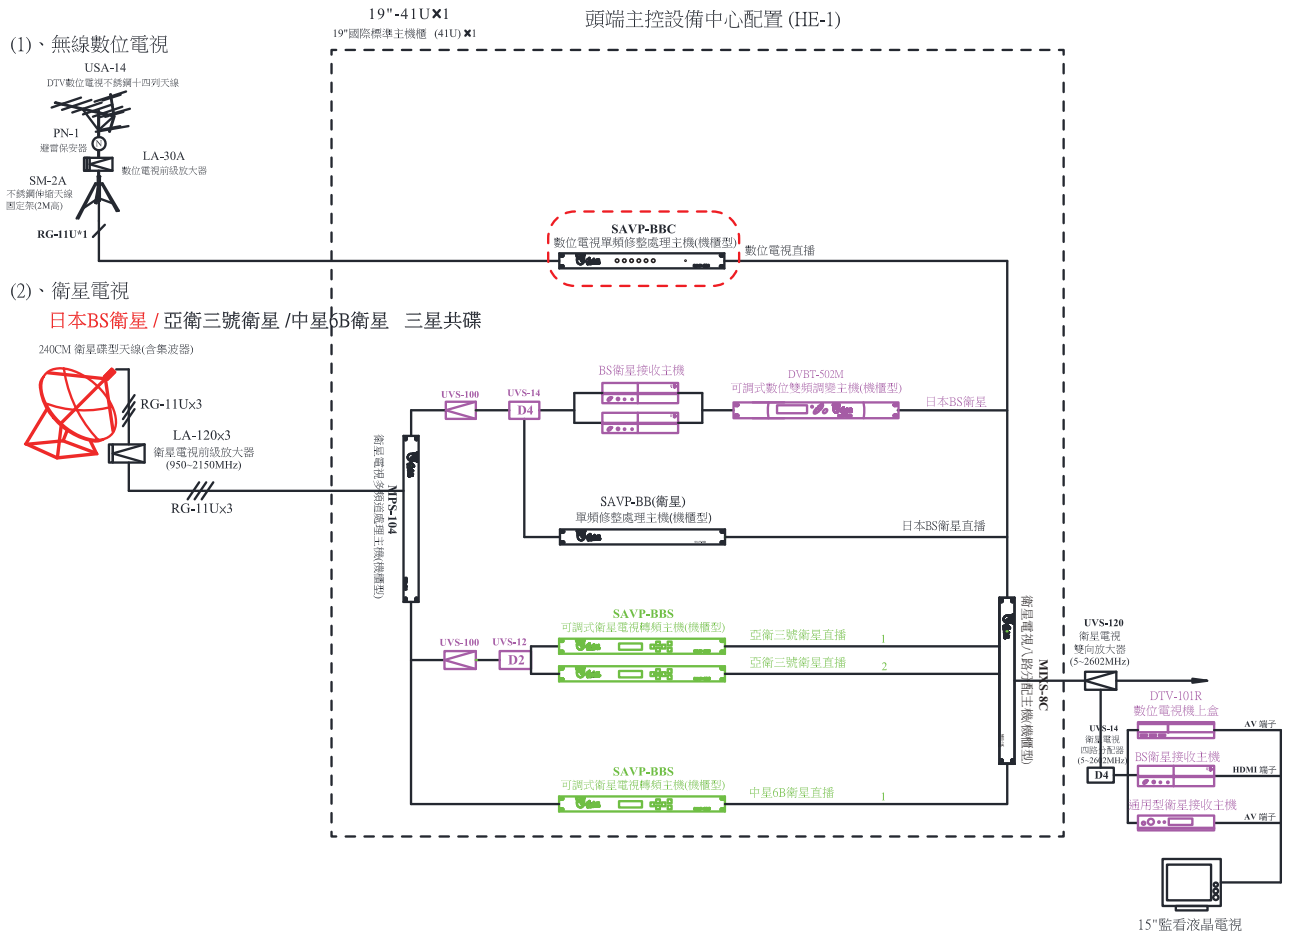 19"-41U✖1
19"國際標準主機櫃 (41U) ✖1
頭端主控設備中心配置 (HE-1)
(1)、無線數位電視
USA-14
DTV數位電視不銹鋼十四列天線
PN-1
避雷保安器
N
LA-30A
數位電視前級放大器
SM-2A
不銹鋼伸縮天線
固定架(2M高)
RG-11U*1
SAVP-BBC
數位電視單頻修整處理主機(機櫃型)
數位電視直播
(2)、衛星電視
日本BS衛星 / 亞衛三號衛星 /中星6B衛星 三星共碟
240CM 衛星碟型天線(含集波器)
RG-11U×3
LA-120x3
衛星電視前級放大器
(950~2150MHz)
RG-11U×3
MPS-104
衛星電視多頻道處理主機(機櫃型)
UVS-100
UVS-14
D4
BS衛星接收主機
DVBT-502M
可調式數位雙頻調變主機(機櫃型)
日本BS衛星
SAVP-BB(衛星)
單頻修整處理主機(機櫃型)
日本BS衛星直播
UVS-100
UVS-12
D2
SAVP-BBS
可調式衛星電視轉頻主機(機櫃型)
亞衛三號衛星直播 1
亞衛三號衛星直播 2
SAVP-BBS
可調式衛星電視轉頻主機(機櫃型)
中星6B衛星直播 1
衛星電視八路分配主機(機櫃型)
MIXS-8C
UVS-120
衛星電視
雙向放大器
(5~2602MHz)
UVS-14
衛星電視
四路分配器
(5~2602MHz)
D4
DTV-101R
數位電視機上盒
AV 端子
BS衛星接收主機
HDMI 端子
通用型衛星接收主機
AV 端子
15"監看液晶電視